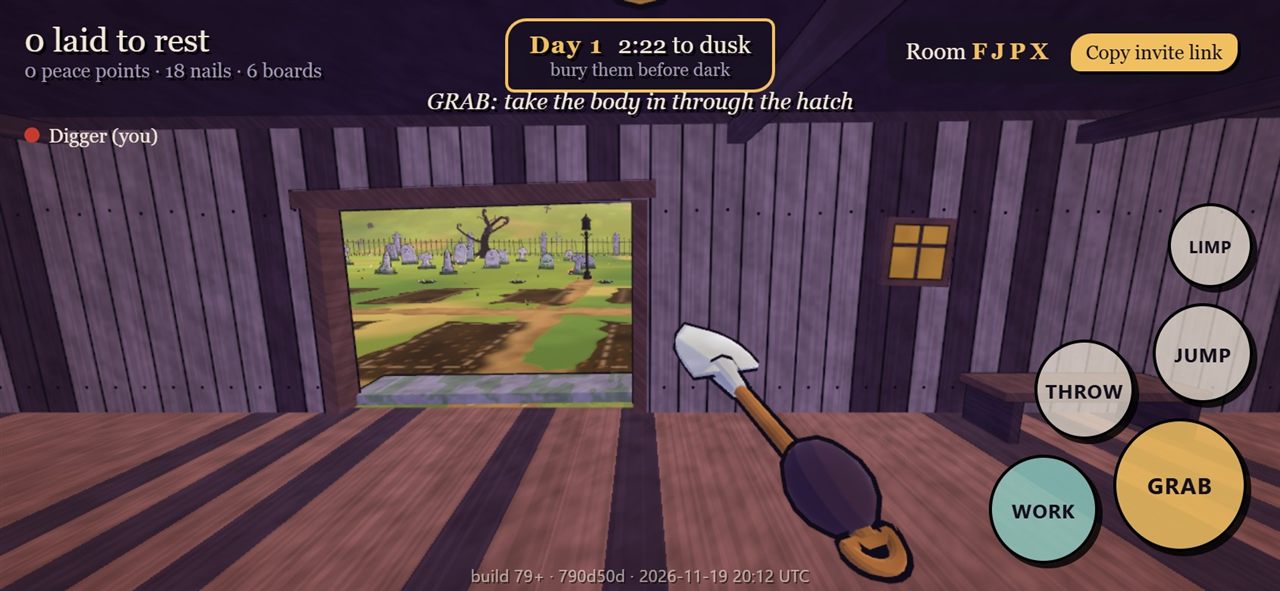 0 laid to rest
0 peace points · 18 nails · 6 boards
Day 1 2:22 to dusk
bury them before dark
Room FJPX
Copy invite link
GRAB: take the body in through the hatch
Digger (you)
LIMP
JUMP
THROW
GRAB
WORK
build 79+ · 790d50d · 2026-11-19 20:12 UTC